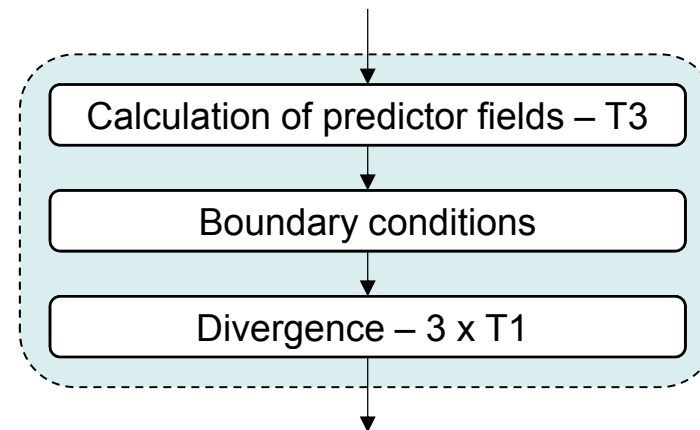 Calculation of predictor fields – T3
Boundary conditions
Divergence – 3 x T1